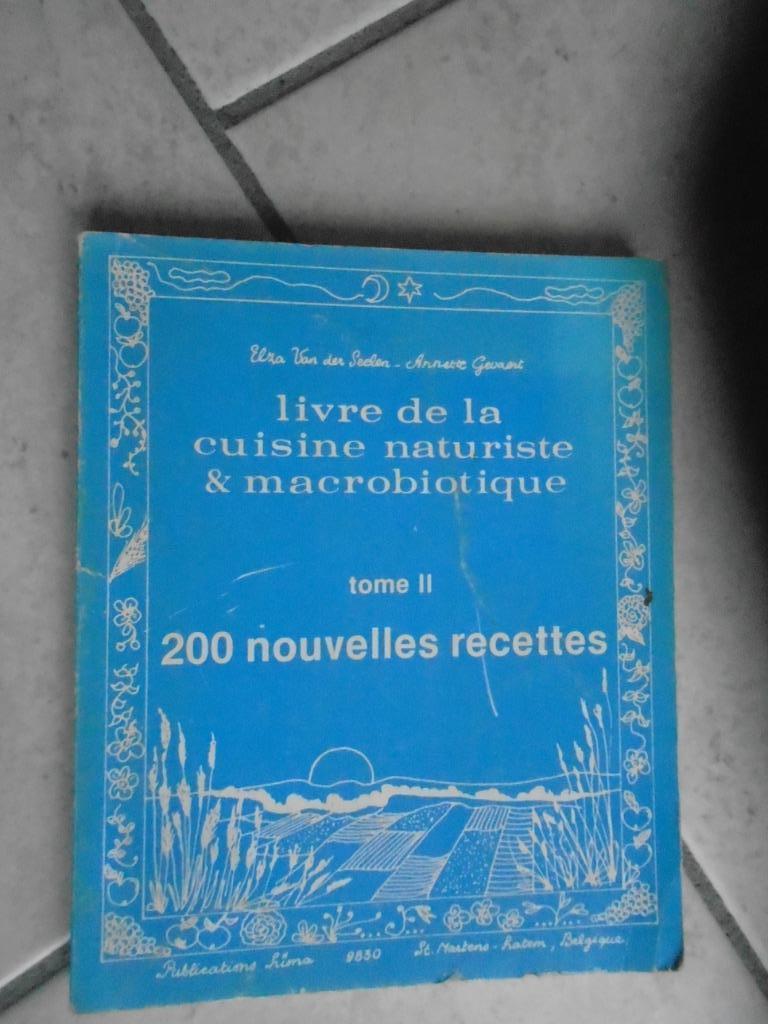 Elza Van der Seelen - Annette Gevaert
livre de la
cuisine naturiste
& macrobiotique
tome II
200 nouvelles recettes
Publications Lima 9830 St. Martens-Latem, Belgique